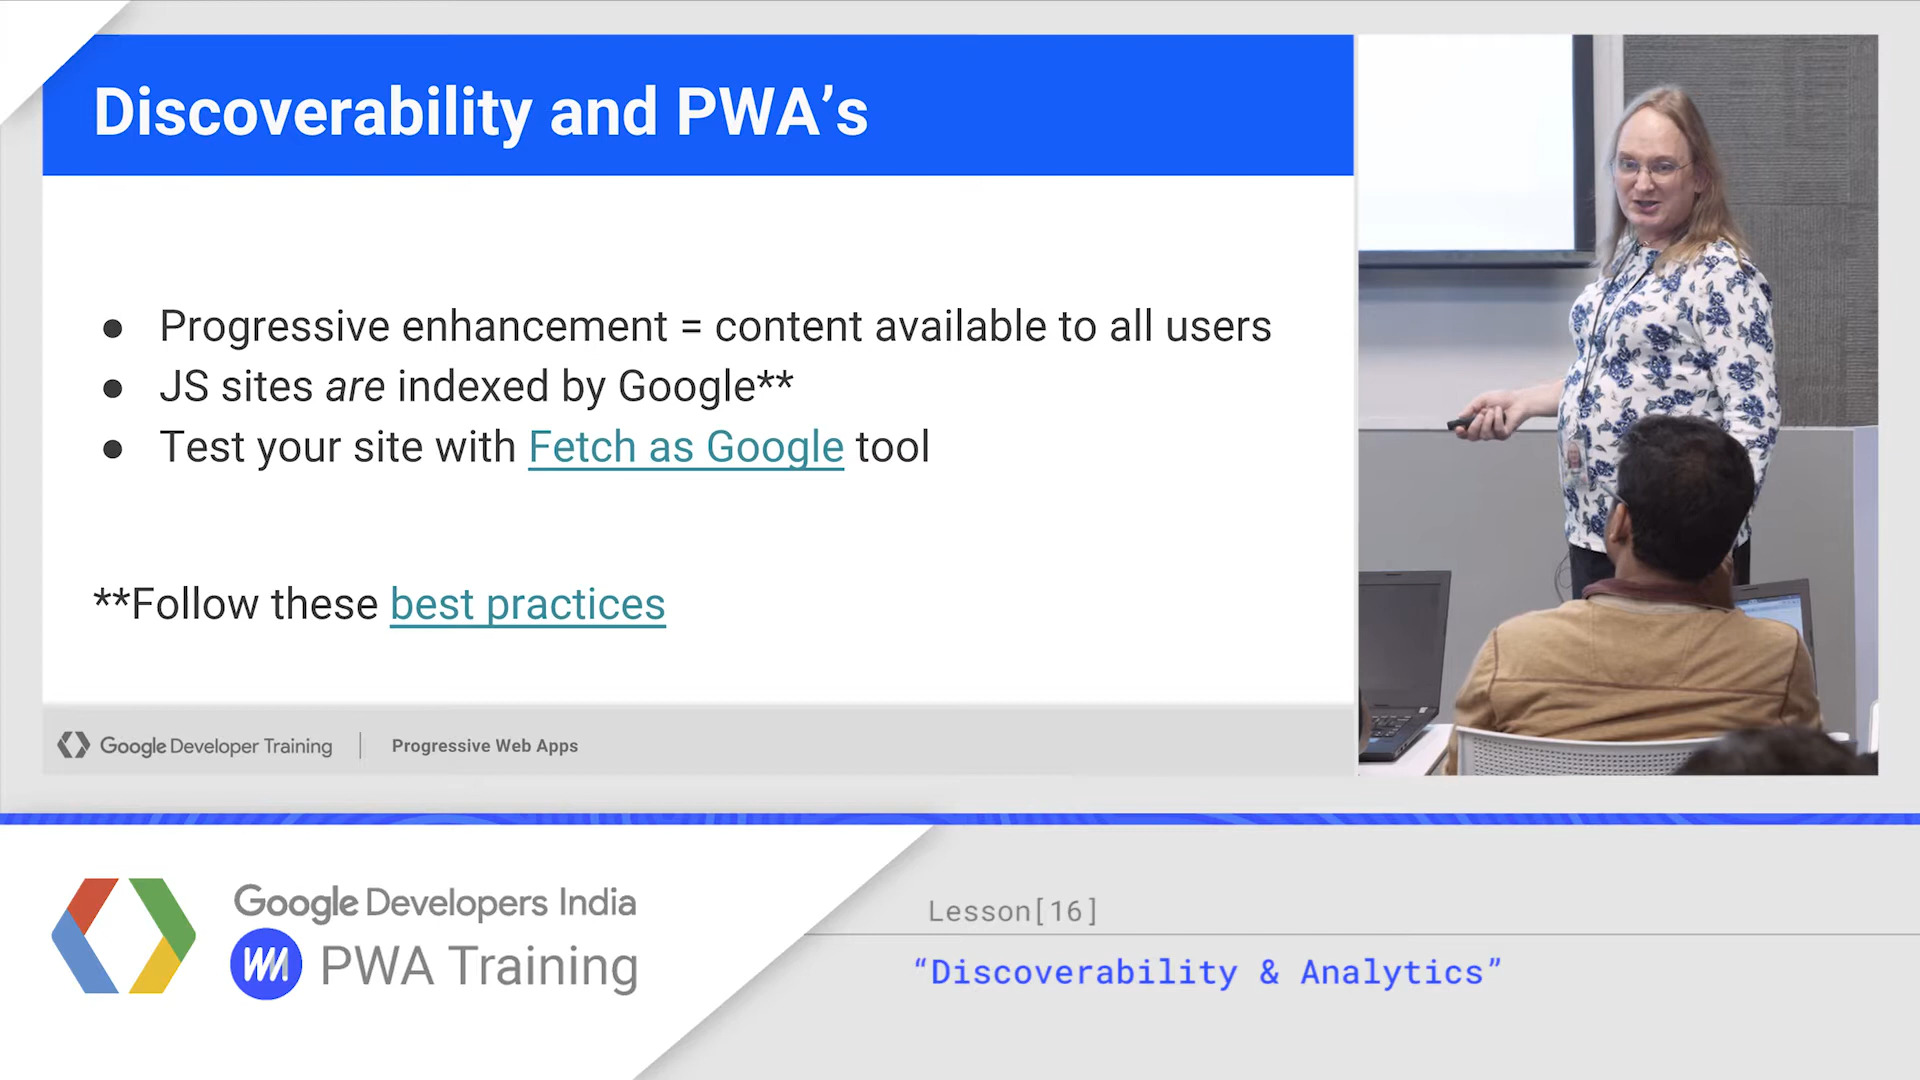 Discoverability and PWA’s
● Progressive enhancement = content available to all users
● JS sites are indexed by Google**
● Test your site with Fetch as Google tool
**Follow these best practices
Google Developer Training | Progressive Web Apps
Google Developers India
PWA Training
Lesson[16]
“Discoverability & Analytics”